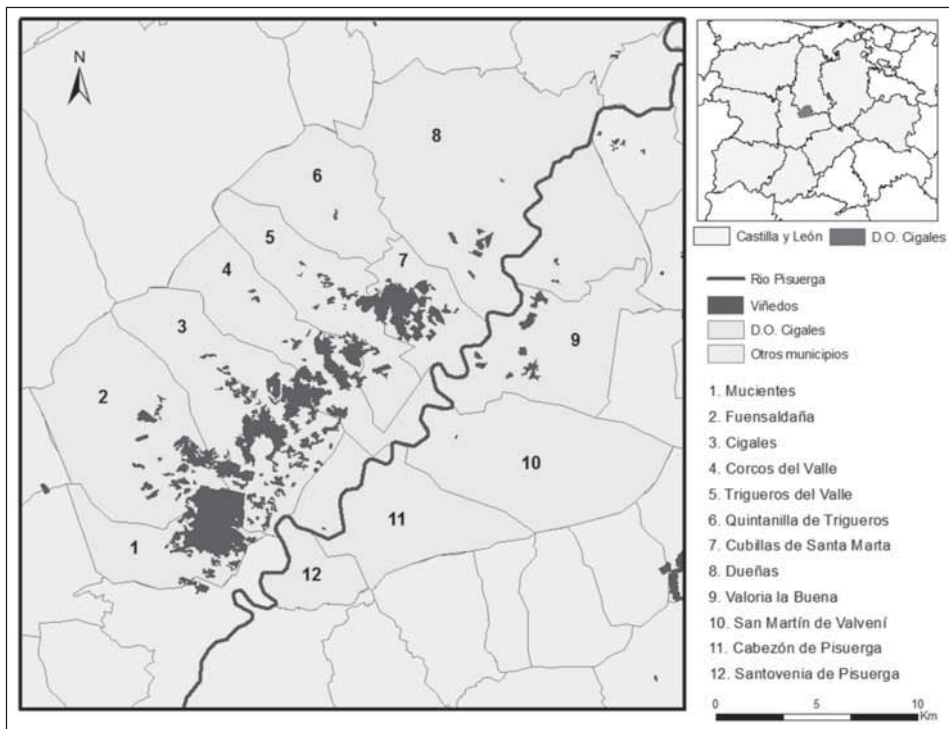 N
8
6
5
7
4
3
9
2
10
11
1
12
Castilla y León
D.O. Cigales
Rio Pisuerga
Viñedos
D.O. Cigales
Otros municipios
1. Mucientes
2. Fuensaldaña
3. Cigales
4. Corcos del Valle
5. Trigueros del Valle
6. Quintanilla de Trigueros
7. Cubillas de Santa Marta
8. Dueñas
9. Valoria la Buena
10. San Martín de Valvení
11. Cabezón de Pisuerga
12. Santovenia de Pisuerga
0 5 10
Km